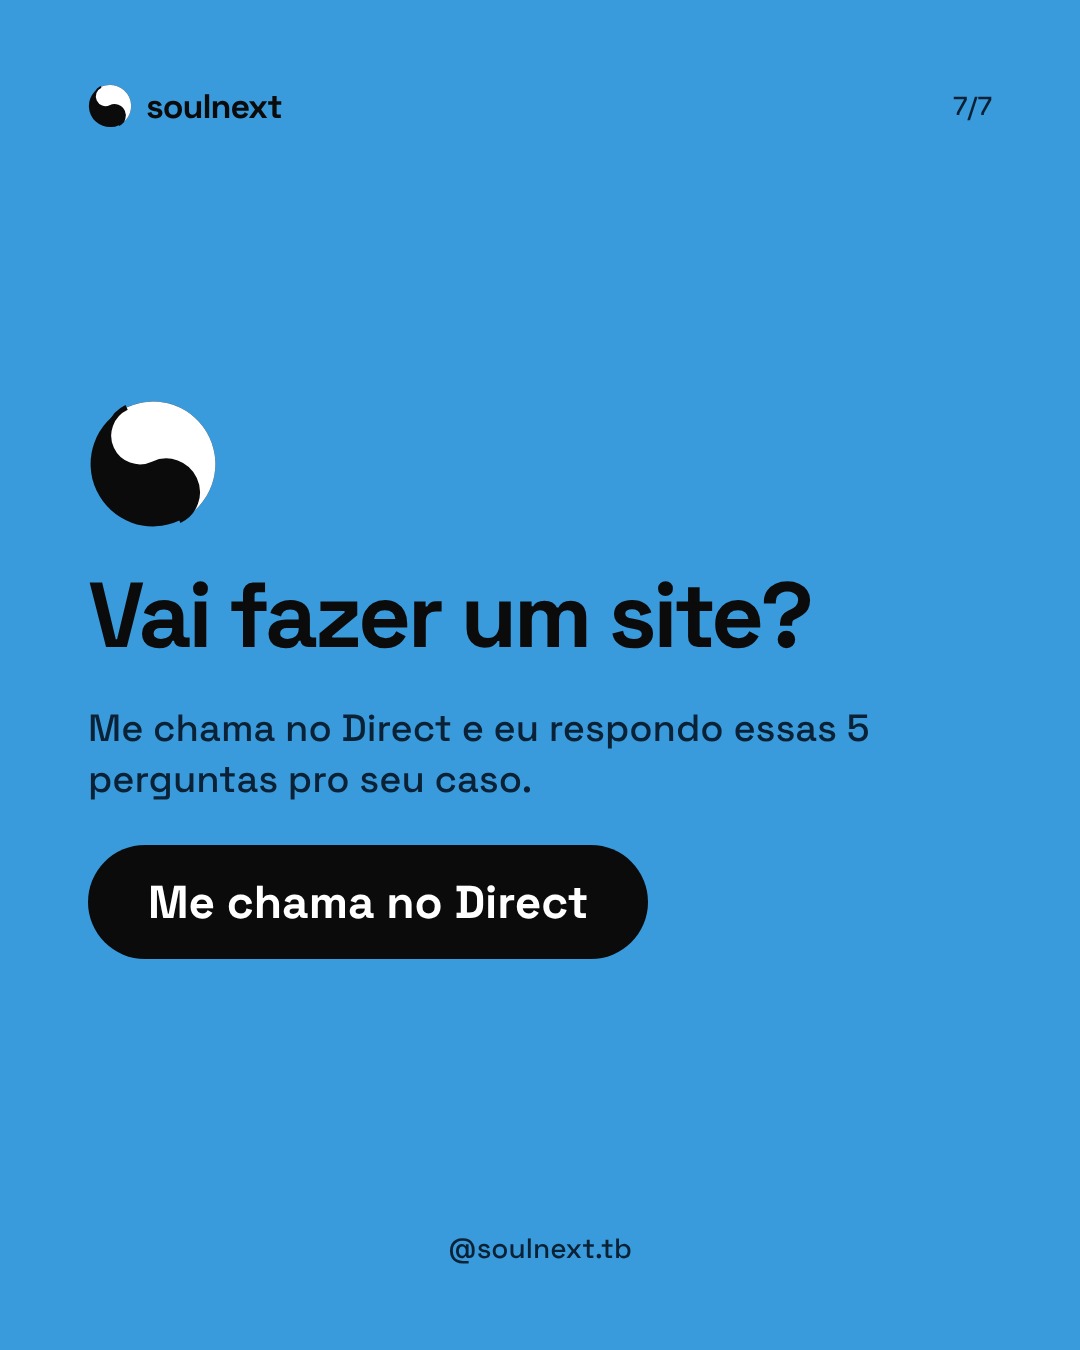 soulnext
7/7
Vai fazer um site?
Me chama no Direct e eu respondo essas 5
perguntas pro seu caso.
Me chama no Direct
@soulnext.tb